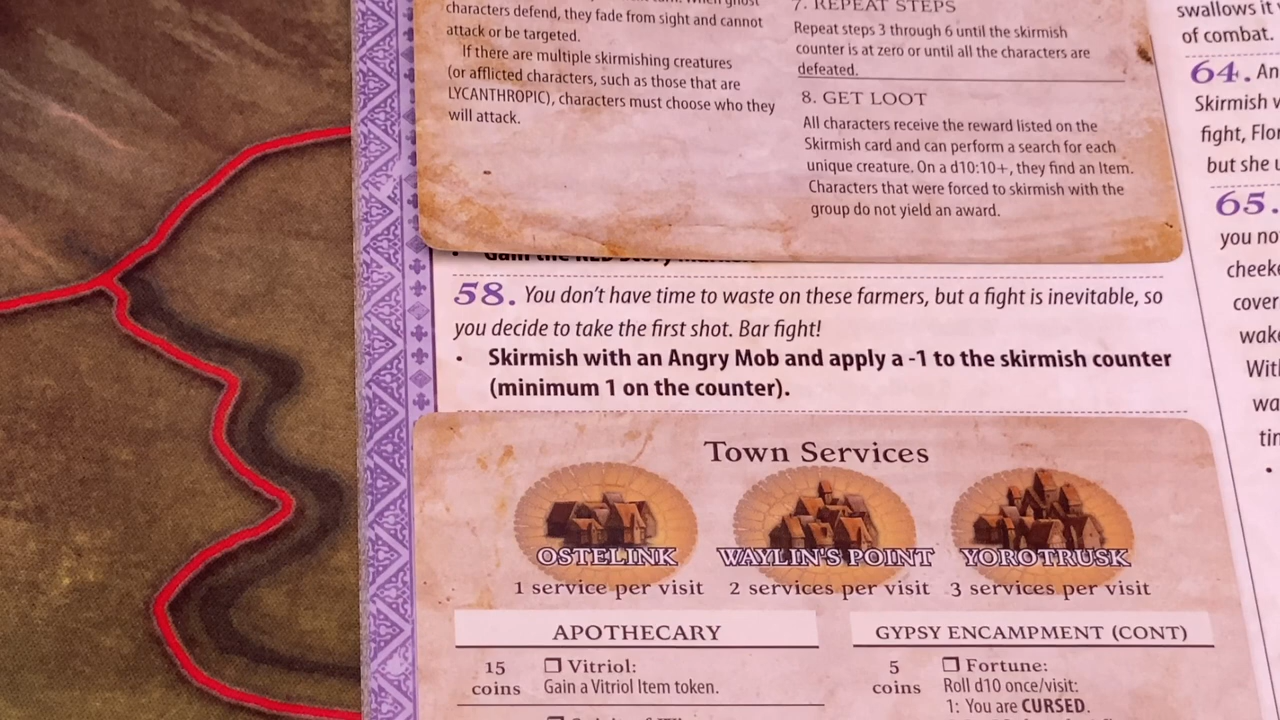 characters defend, they fade from sight and cannot
attack or be targeted.
If there are multiple skirmishing creatures
(or afflicted characters, such as those that are
LYCANTHROPIC), characters must choose who they
will attack.
7. REPEAT STEPS
Repeat steps 3 through 6 until the skirmish
counter is at zero or until all the characters are
defeated.
8. GET LOOT
All characters receive the reward listed on the
Skirmish card and can perform a search for each
unique creature. On a d10:10+, they find an Item.
Characters that were forced to skirmish with the
group do not yield an award.
58. You don't have time to waste on these farmers, but a fight is inevitable, so
you decide to take the first shot. Bar fight!
• Skirmish with an Angry Mob and apply a -1 to the skirmish counter
(minimum 1 on the counter).
Town Services
OSTELINK
1 service per visit
WAYLIN'S POINT
2 services per visit
YOROTRUSK
3 services per visit
APOTHECARY
15 coins
❒ Vitriol:
Gain a Vitriol Item token.
GYPSY ENCAMPMENT (CONT)
5 coins
❒ Fortune:
Roll d10 once/visit:
1: You are CURSED.
swallows it
of combat.
64. An
Skirmish
fight, Flor
but she
65.
you no
cheek
cover
wake
With
wa
tin
•